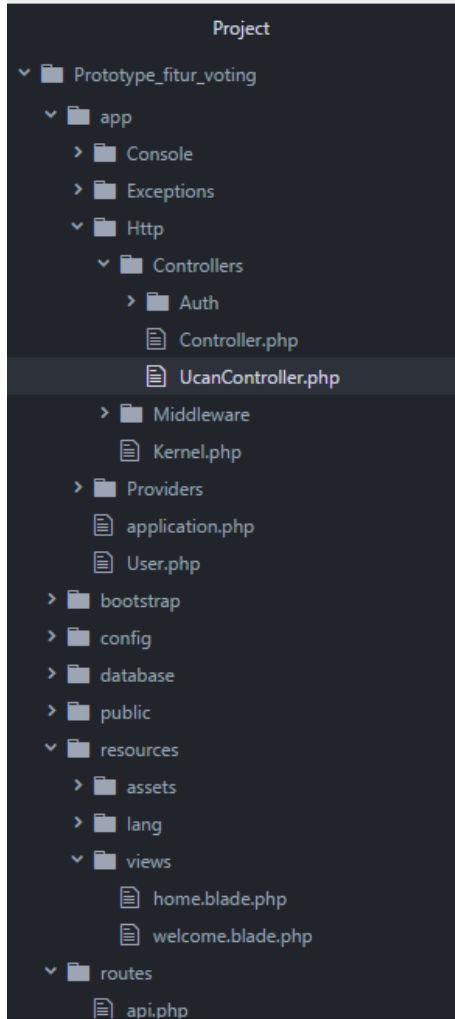 Project
Prototype_fitur_voting
app
Console
Exceptions
Http
Controllers
Auth
Controller.php
UcanController.php
Middleware
Kernel.php
Providers
application.php
User.php
bootstrap
config
database
public
resources
assets
lang
views
home.blade.php
welcome.blade.php
routes
api.php